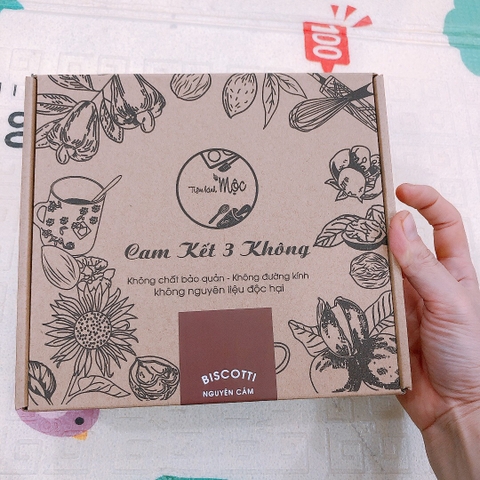 100
Tiệm bánh Mộc
Cam Kết 3 Không
Không chất bảo quản - Không đường kính
không nguyên liệu độc hại
BISCOTTI
NGUYÊN CÁM